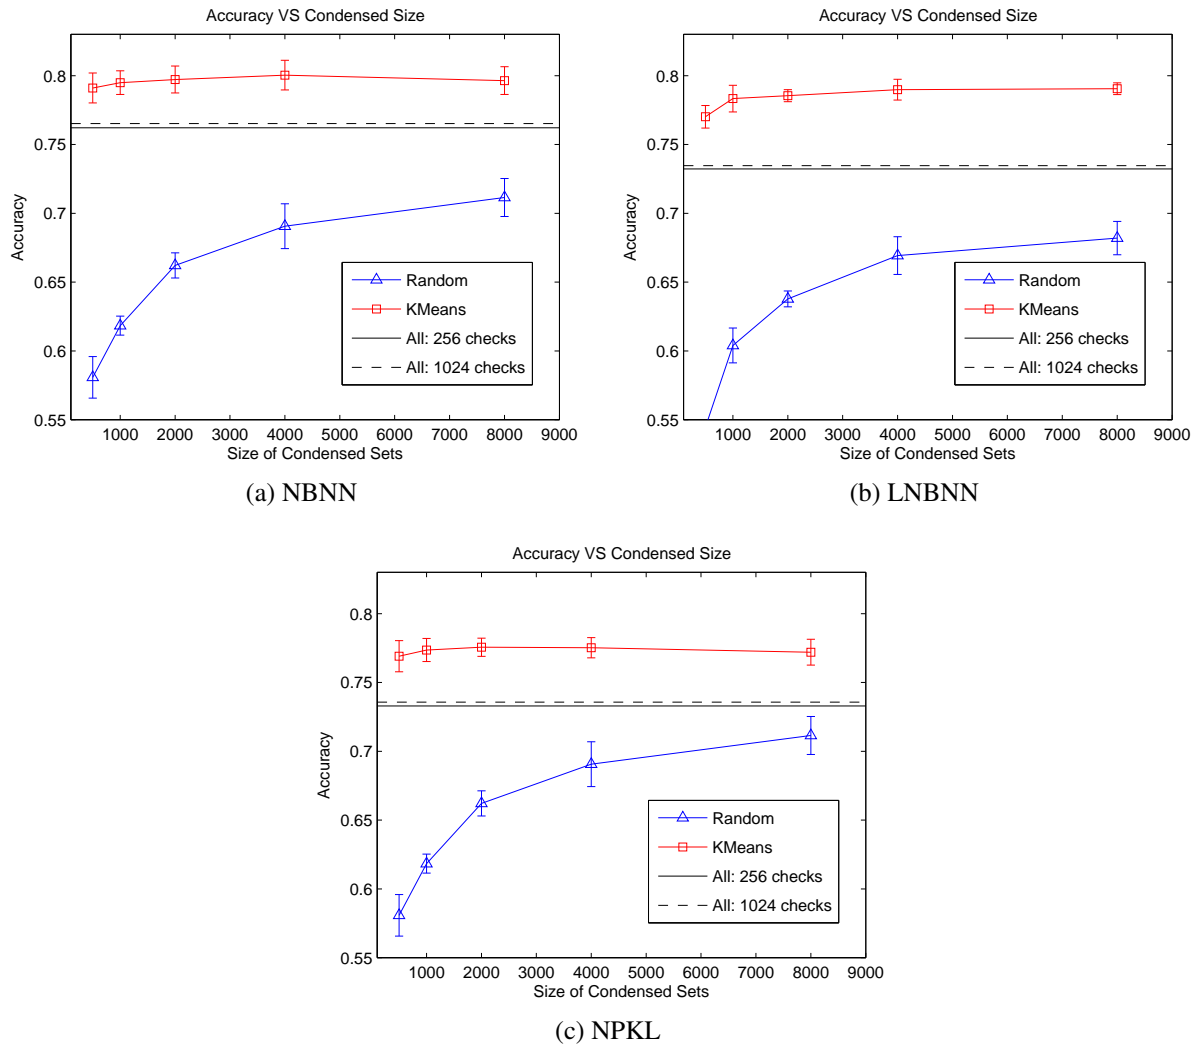 Accuracy VS Condensed Size
0.8
0.75
0.7
0.65
0.6
0.55
Accuracy
1000 2000 3000 4000 5000 6000 7000 8000 9000
Size of Condensed Sets
Random
KMeans
All: 256 checks
All: 1024 checks
(a) NBNN
Accuracy VS Condensed Size
0.8
0.75
0.7
0.65
0.6
0.55
Accuracy
1000 2000 3000 4000 5000 6000 7000 8000 9000
Size of Condensed Sets
Random
KMeans
All: 256 checks
All: 1024 checks
(b) LNBNN
Accuracy VS Condensed Size
0.8
0.75
0.7
0.65
0.6
0.55
Accuracy
1000 2000 3000 4000 5000 6000 7000 8000 9000
Size of Condensed Sets
Random
KMeans
All: 256 checks
All: 1024 checks
(c) NPKL